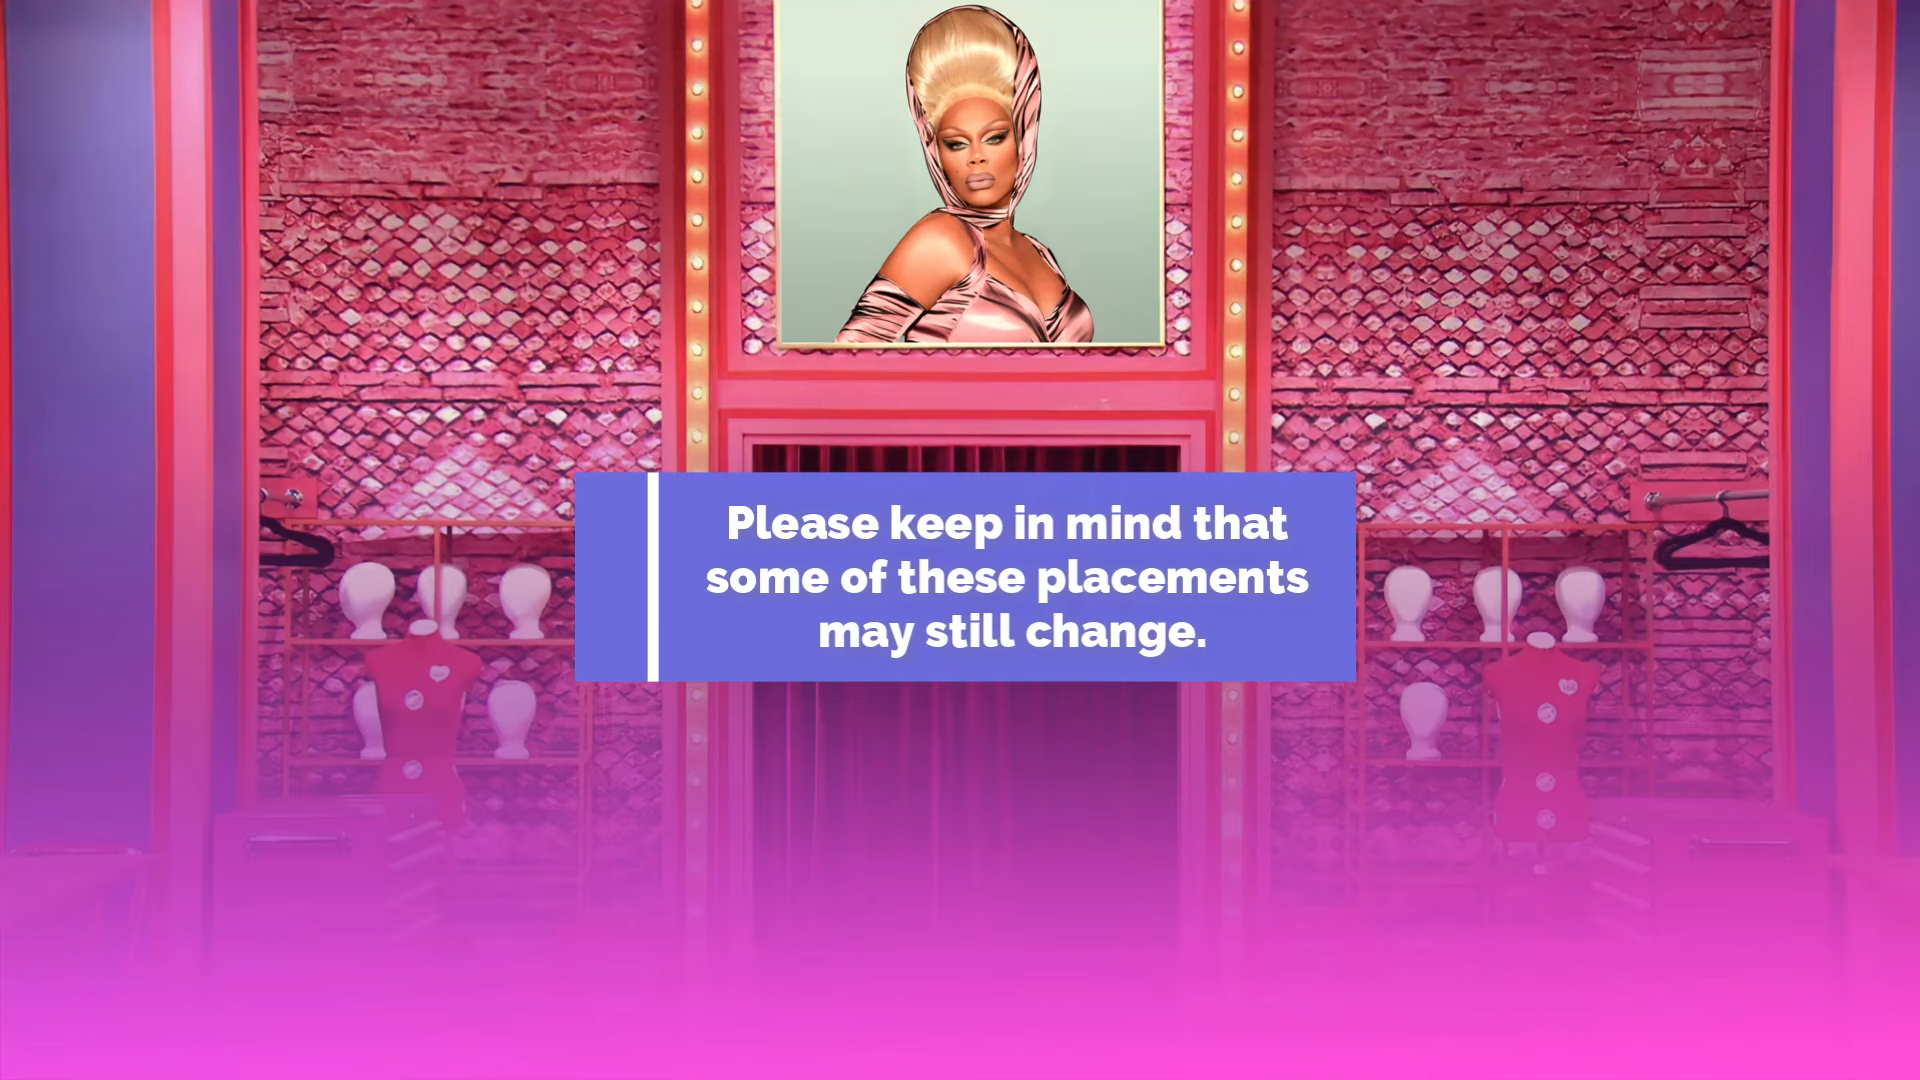 Please keep in mind that
some of these placements
may still change.